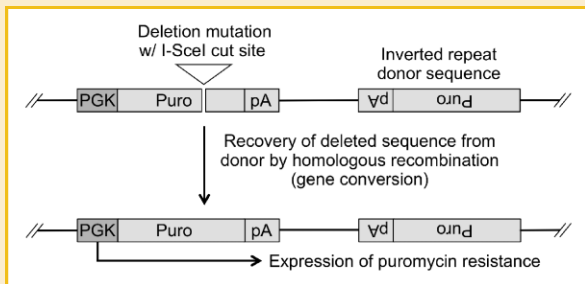 Deletion mutation
w/ I-SceI cut site
Inverted repeat
donor sequence
PGK Puro pA pA Puro
Recovery of deleted sequence from
donor by homologous recombination
(gene conversion)
PGK Puro pA pA Puro
Expression of puromycin resistance